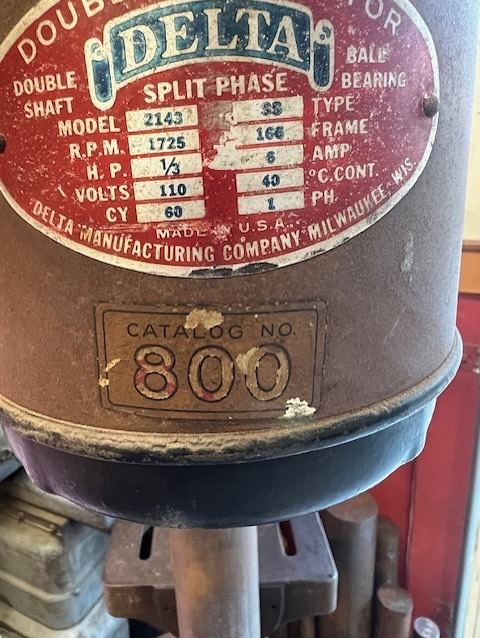 DOUBLE
DELTA
DOUBLE SHAFT
BALL BEARING
SPLIT PHASE
MODEL 2143 SS TYPE
R.P.M. 1725 166 FRAME
H.P. 1/3 6 AMP
VOLTS 110 40 °C.CONT.
CY 60 1 PH
MADE IN U.S.A.
DELTA MANUFACTURING COMPANY-MILWAUKEE, WIS.
CATALOG NO.
800